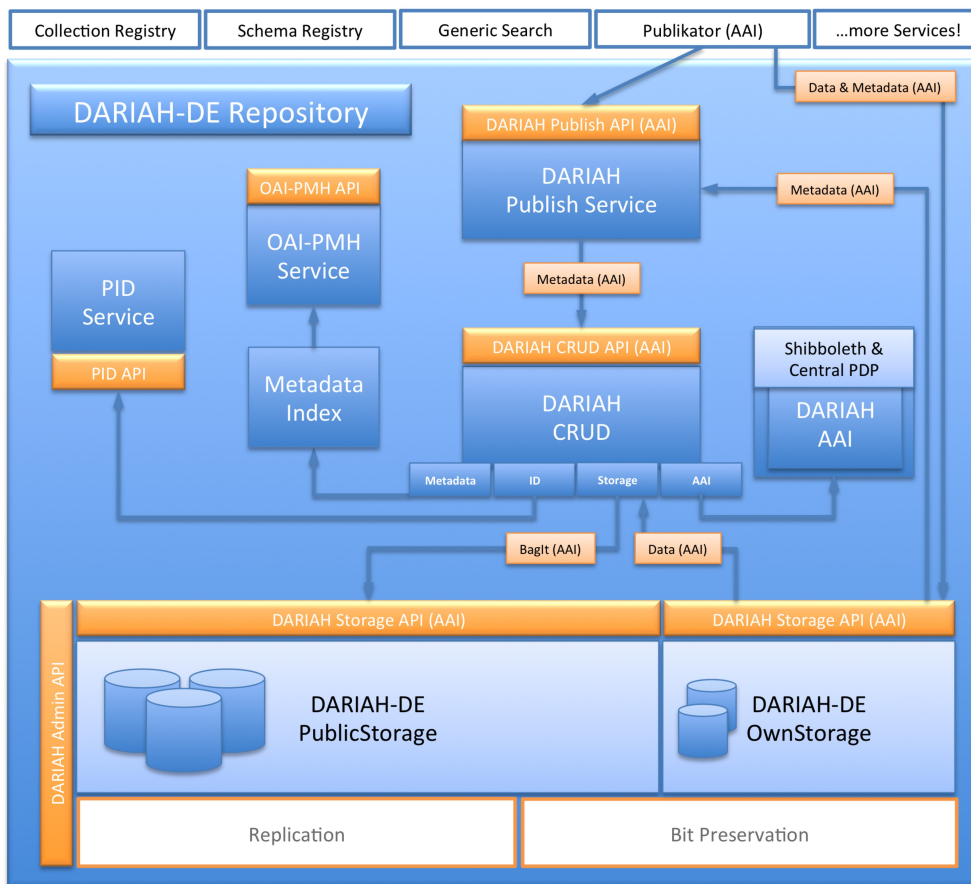 Collection Registry
Schema Registry
Generic Search
Publikator (AAI)
...more Services!
Data & Metadata (AAI)
DARIAH-DE Repository
DARIAH Publish API (AAI)
DARIAH
Publish Service
Metadata (AAI)
OAI-PMH API
OAI-PMH
Service
PID
Service
PID API
Metadata (AAI)
DARIAH CRUD API (AAI)
DARIAH
CRUD
Metadata
Index
Shibboleth &
Central PDP
DARIAH
AAI
Metadata
ID
Storage
AAI
BagIt (AAI)
Data (AAI)
DARIAH Storage API (AAI)
DARIAH Storage API (AAI)
DARIAH Admin API
DARIAH-DE
PublicStorage
DARIAH-DE
OwnStorage
Replication
Bit Preservation